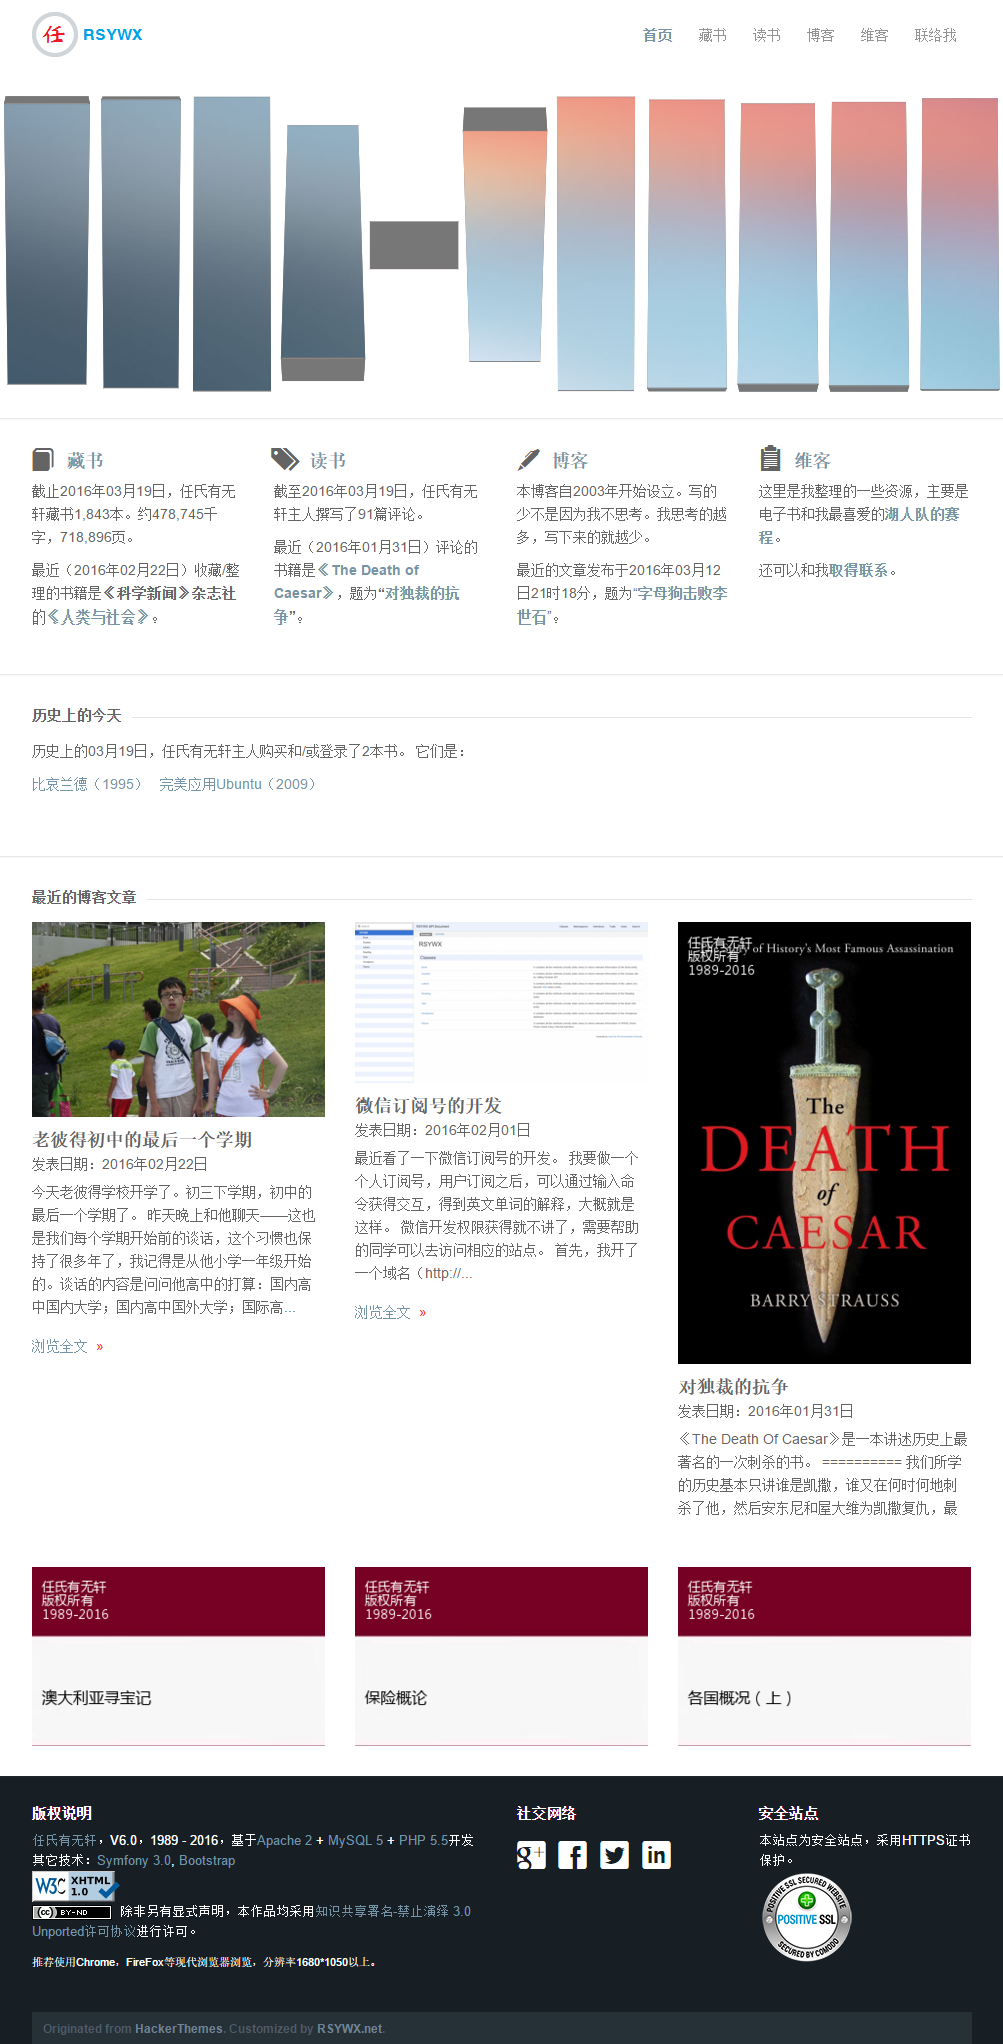 任 RSYWX
首页 藏书 读书 博客 维客 联络我
藏书
截止2016年03月19日，任氏有无
轩藏书1,843本。约478,745千
字，718,896页。
最近（2016年02月22日）收藏/整
理的书籍是《科学新闻》杂志社
的《人类与社会》。
读书
截至2016年03月19日，任氏有无
轩主人撰写了91篇评论。
最近（2016年01月31日）评论的
书籍是《The Death of
Caesar》，题为“对独裁的抗
争”。
博客
本博客自2003年开始设立。写的
少不是因为我不思考。我思考的越
多，写下来的就越少。
最近的文章发布于2016年03月12
日21时18分，题为“字母狗击败李
世石”。
维客
这里是我整理的一些资源，主要是
电子书和我最喜爱的湖人队的赛
程。
还可以和我取得联系。
历史上的今天
历史上的03月19日，任氏有无轩主人购买和/或登录了2本书。 它们是：
比哀兰德（1995） 完美应用Ubuntu（2009）
最近的博客文章
老彼得初中的最后一个学期
发表日期：2016年02月22日
今天老彼得学校开学了。初三下学期，初中的
最后一个学期了。 昨天晚上和他聊天——这也
是我们每个学期开始前的谈话，这个习惯也保
持了很多年了，我记得是从他小学一年级开始
的。谈话的内容是问问他高中的打算：国内高
中国内大学；国内高中国外大学；国际高...
浏览全文 »
RSYWX
Classes
微信订阅号的开发
发表日期：2016年02月01日
最近看了一下微信订阅号的开发。 我要做一个
个人订阅号，用户订阅之后，可以通过输入命
令获得交互，得到英文单词的解释，大概就是
这样。 微信开发权限获得就不讲了，需要帮助
的同学可以去访问相应的站点。 首先，我开了
一个域名（http://...
浏览全文 »
任氏有无轩
版权所有
1989-2016
of History's Most Famous Assassination
The
DEATH
of
CAESAR
BARRY STRAUSS
对独裁的抗争
发表日期：2016年01月31日
《The Death Of Caesar》是一本讲述历史上最
著名的一次刺杀的书。 ========== 我们所学
的历史基本只讲谁是凯撒，谁又在何时何地刺
杀了他，然后安东尼和屋大维为凯撒复仇，最
任氏有无轩
版权所有
1989-2016
澳大利亚寻宝记
任氏有无轩
版权所有
1989-2016
保险概论
任氏有无轩
版权所有
1989-2016
各国概况（上）
版权说明
任氏有无轩，V6.0，1989 - 2016，基于Apache 2 + MySQL 5 + PHP 5.5开发
其它技术：Symfony 3.0, Bootstrap
W3C XHTML 1.0
cc BY-ND 除非另有显式声明，本作品均采用知识共享署名-禁止演绎 3.0
Unported许可协议进行许可。
推荐使用Chrome，FireFox等现代浏览器浏览，分辨率1680*1050以上。
社交网络
g+ f in
安全站点
本站点为安全站点，采用HTTPS证书
保护。
POSITIVE SSL SECURED WEBSITE
POSITIVE SSL
SECURED BY COMODO
Originated from HackerThemes. Customized by RSYWX.net.